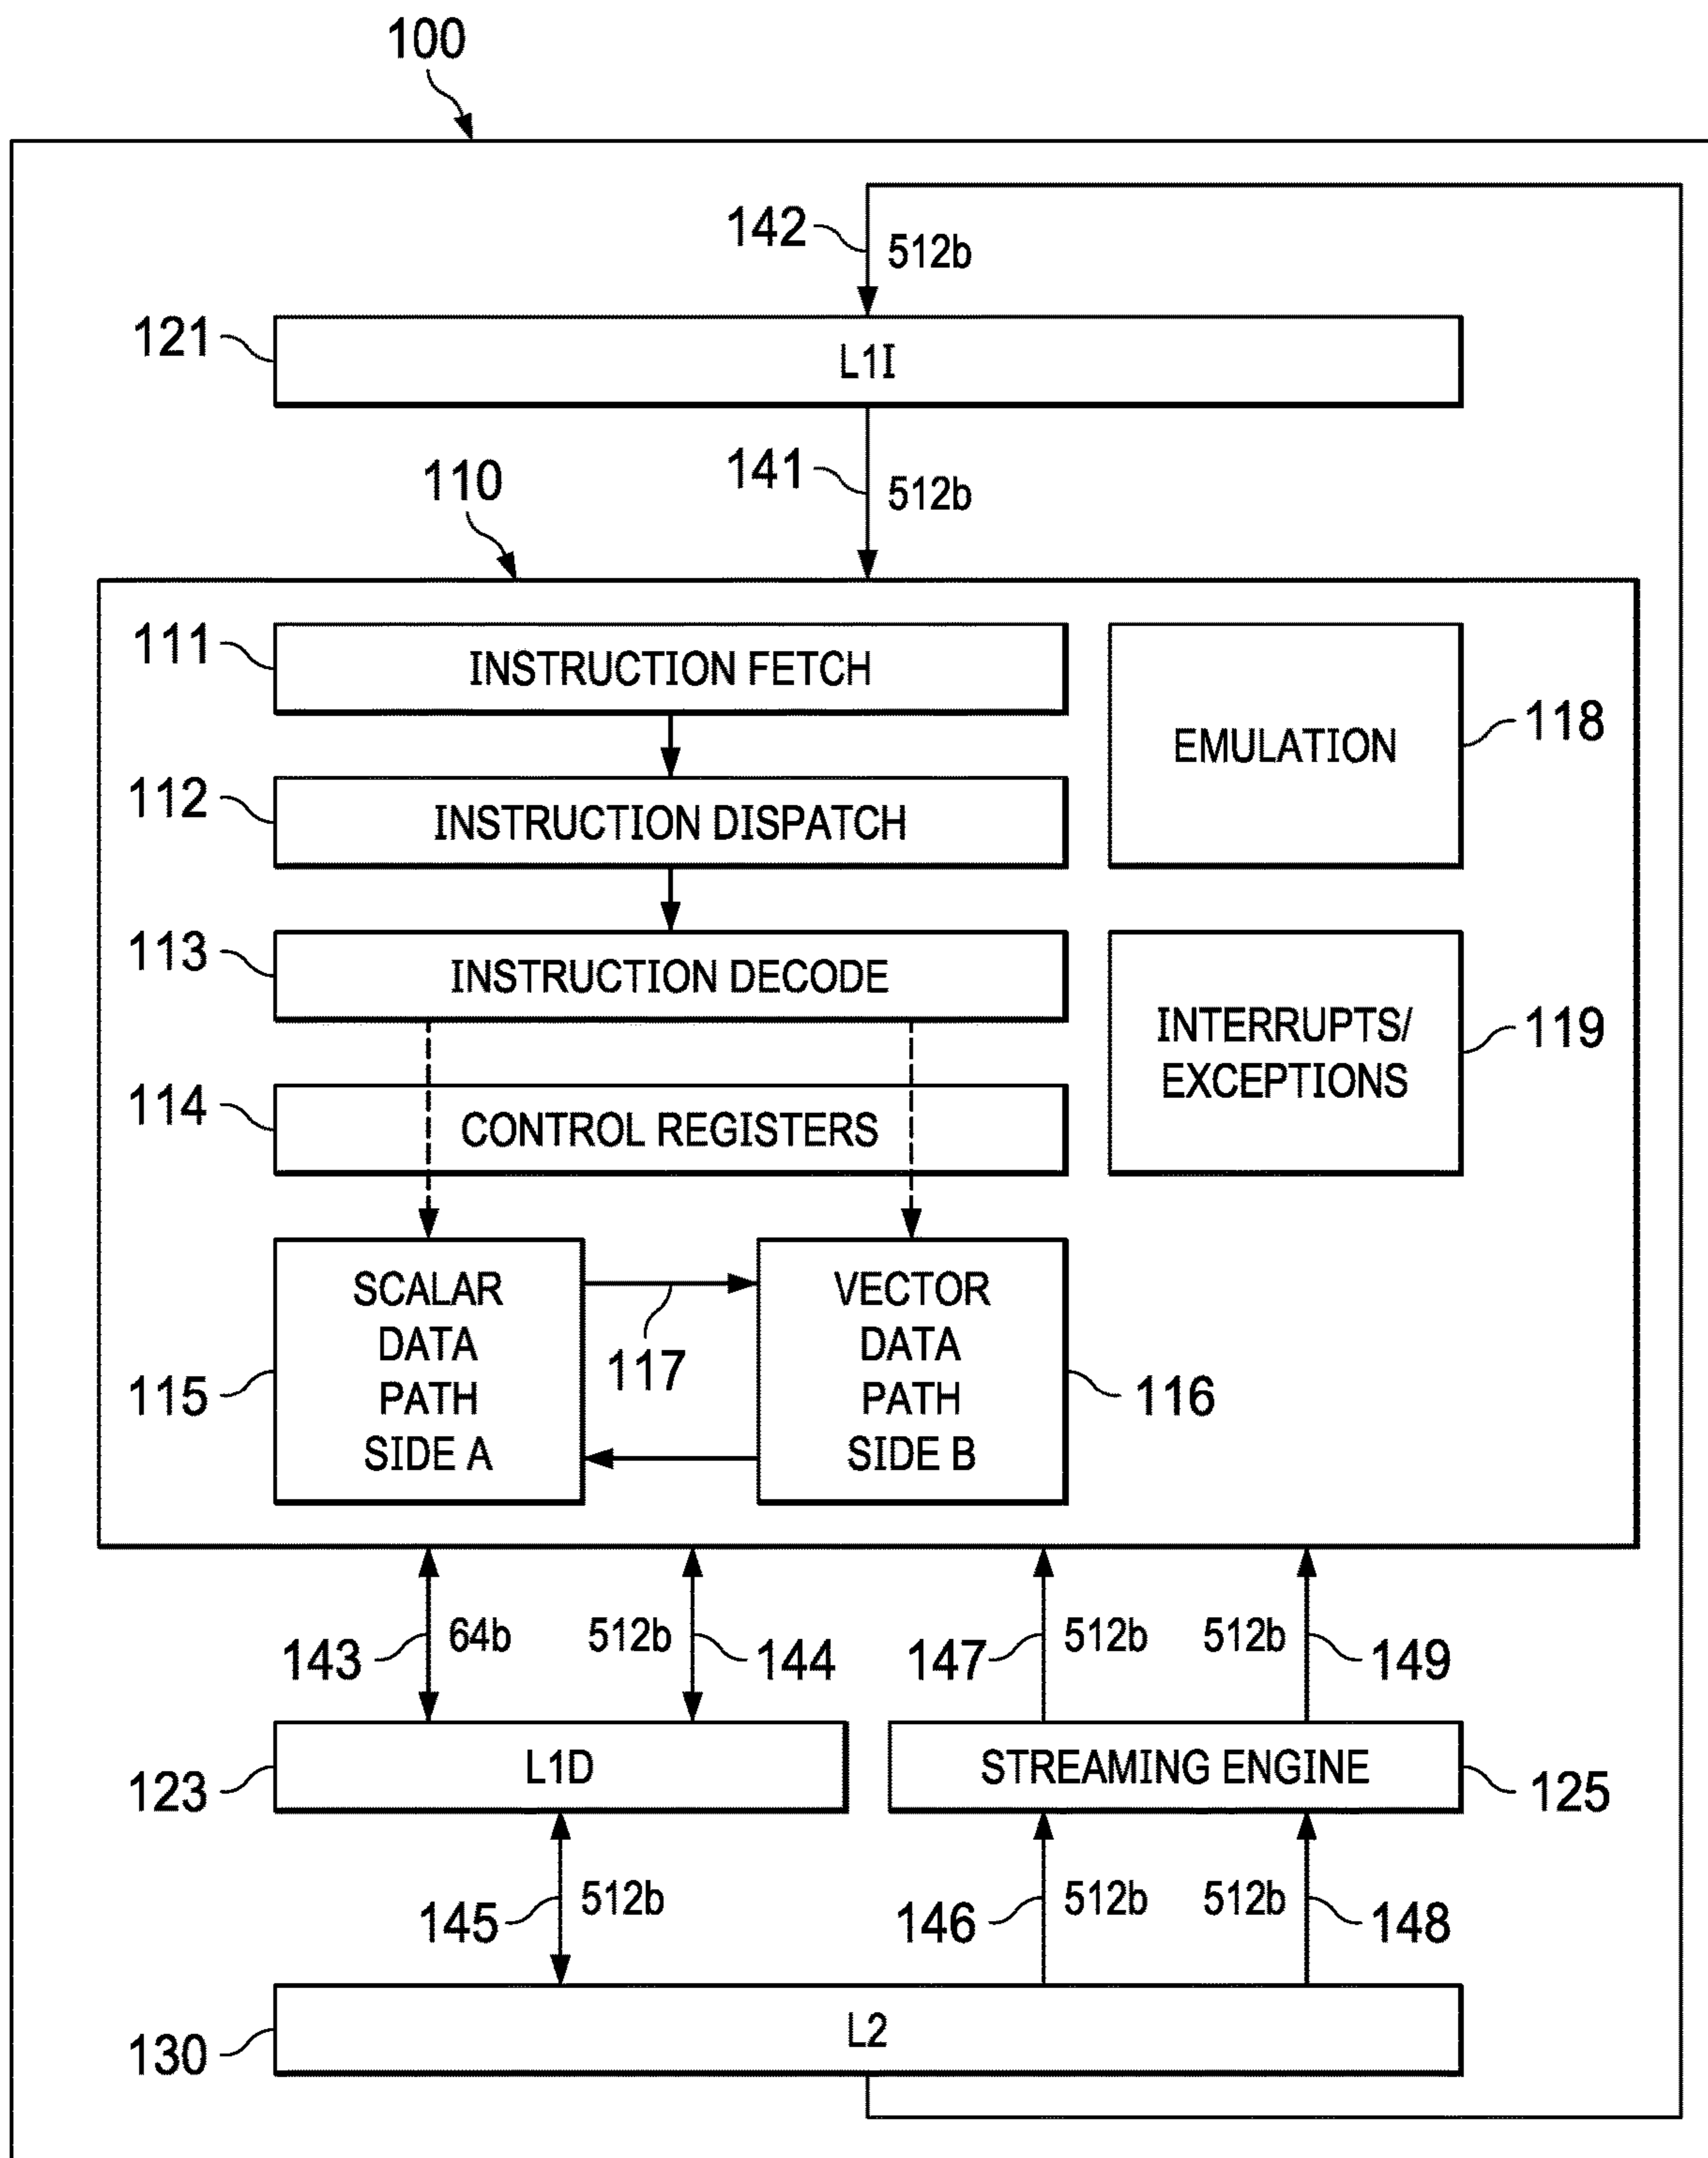 100
142
512b
121
L1I
141
512b
110
111
INSTRUCTION FETCH
EMULATION
118
112
INSTRUCTION DISPATCH
113
INSTRUCTION DECODE
INTERRUPTS/
EXCEPTIONS
119
114
CONTROL REGISTERS
115
SCALAR
DATA
PATH
SIDE A
117
VECTOR
DATA
PATH
SIDE B
116
143
64b
512b
144
147
512b
512b
149
123
L1D
STREAMING ENGINE
125
145
512b
146
512b
512b
148
130
L2